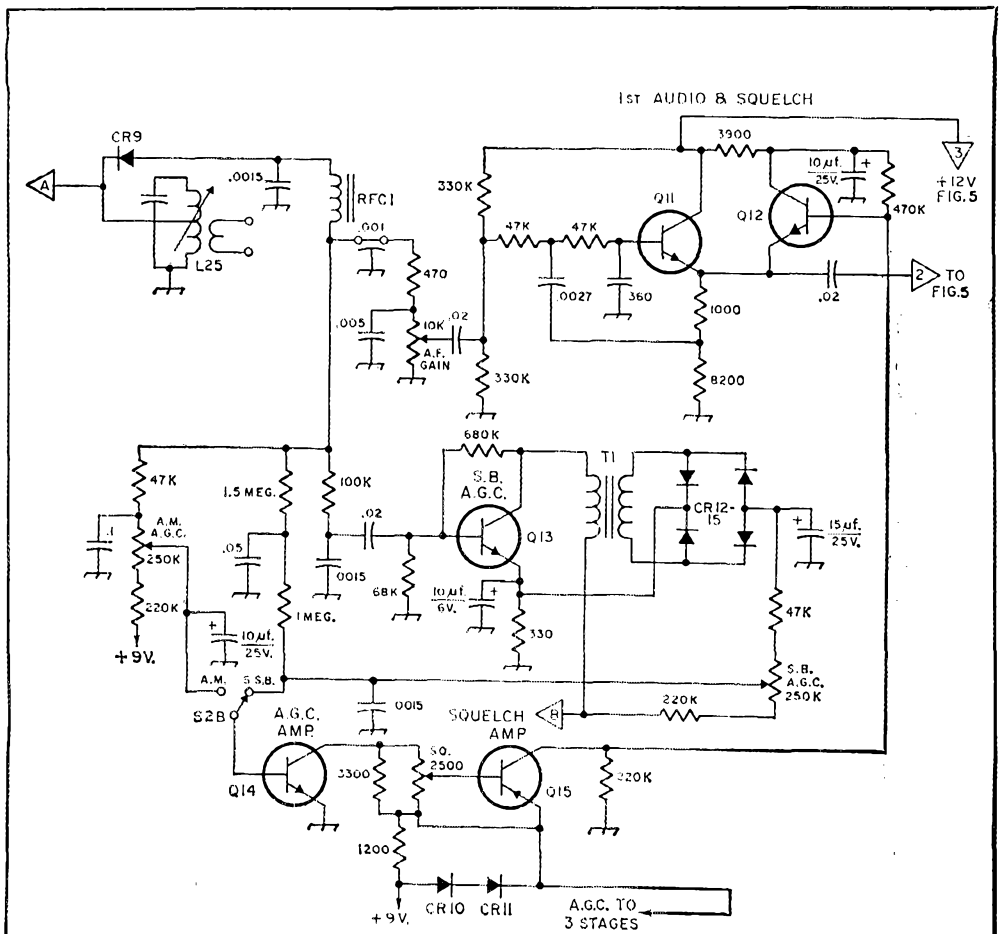 1ST AUDIO & SQUELCH
CR9
3900
3
A
.0015
10µf.
25V.
+
+12V
FIG.5
RFC1
330K
Q11
Q12
470K
.001
47K
47K
L25
470
.0027
360
.02
2
TO
FIG.5
.005
10K
.02
A.F.
GAIN
1000
330K
8200
680K
T1
47K
1.5 MEG.
100K
S.B.
A.G.C.
.02
CR12-
15
A.M.
A.G.C.
250K
.1
.05
Q13
+
15µf.
25V.
0015
68K
10µf.
6V.
+
220K
1 MEG.
330
47K
+9V.
+
10µf.
25V.
S.B.
A.G.C.
250K
A.M.
S.S.B.
0015
B
220K
S2B
A.G.C.
AMP.
SQUELCH
AMP
SQ.
2500
3300
Q14
Q15
1200
+9V.
CR10
CR11
A.G.C. TO
3 STAGES